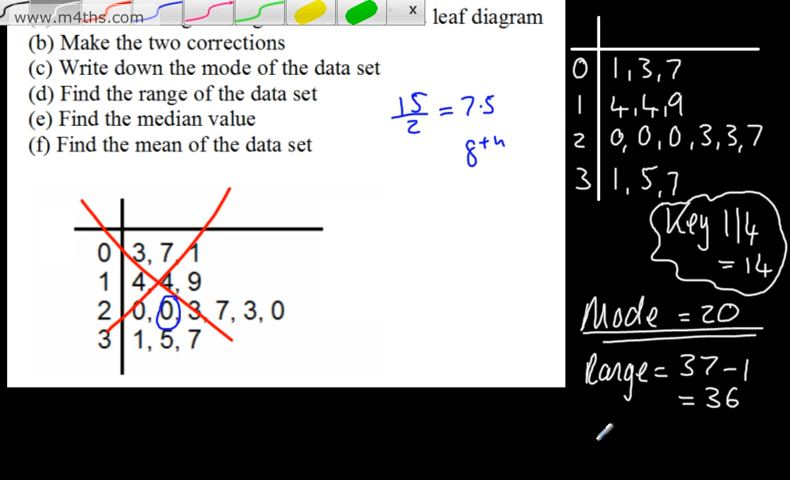 www.m4ths.com
x
leaf diagram
(b) Make the two corrections
(c) Write down the mode of the data set
(d) Find the range of the data set
(e) Find the median value
(f) Find the mean of the data set
15/2 = 7.5
8th
0 3, 7, 1
1 4, 4, 9
2 0, 0, 3, 7, 3, 0
3 1, 5, 7
0 1, 3, 7
1 4, 4, 9
2 0, 0, 0, 3, 3, 7
3 1, 5, 7
Key 1|4
= 14
Mode = 20
Range = 37 - 1
= 36